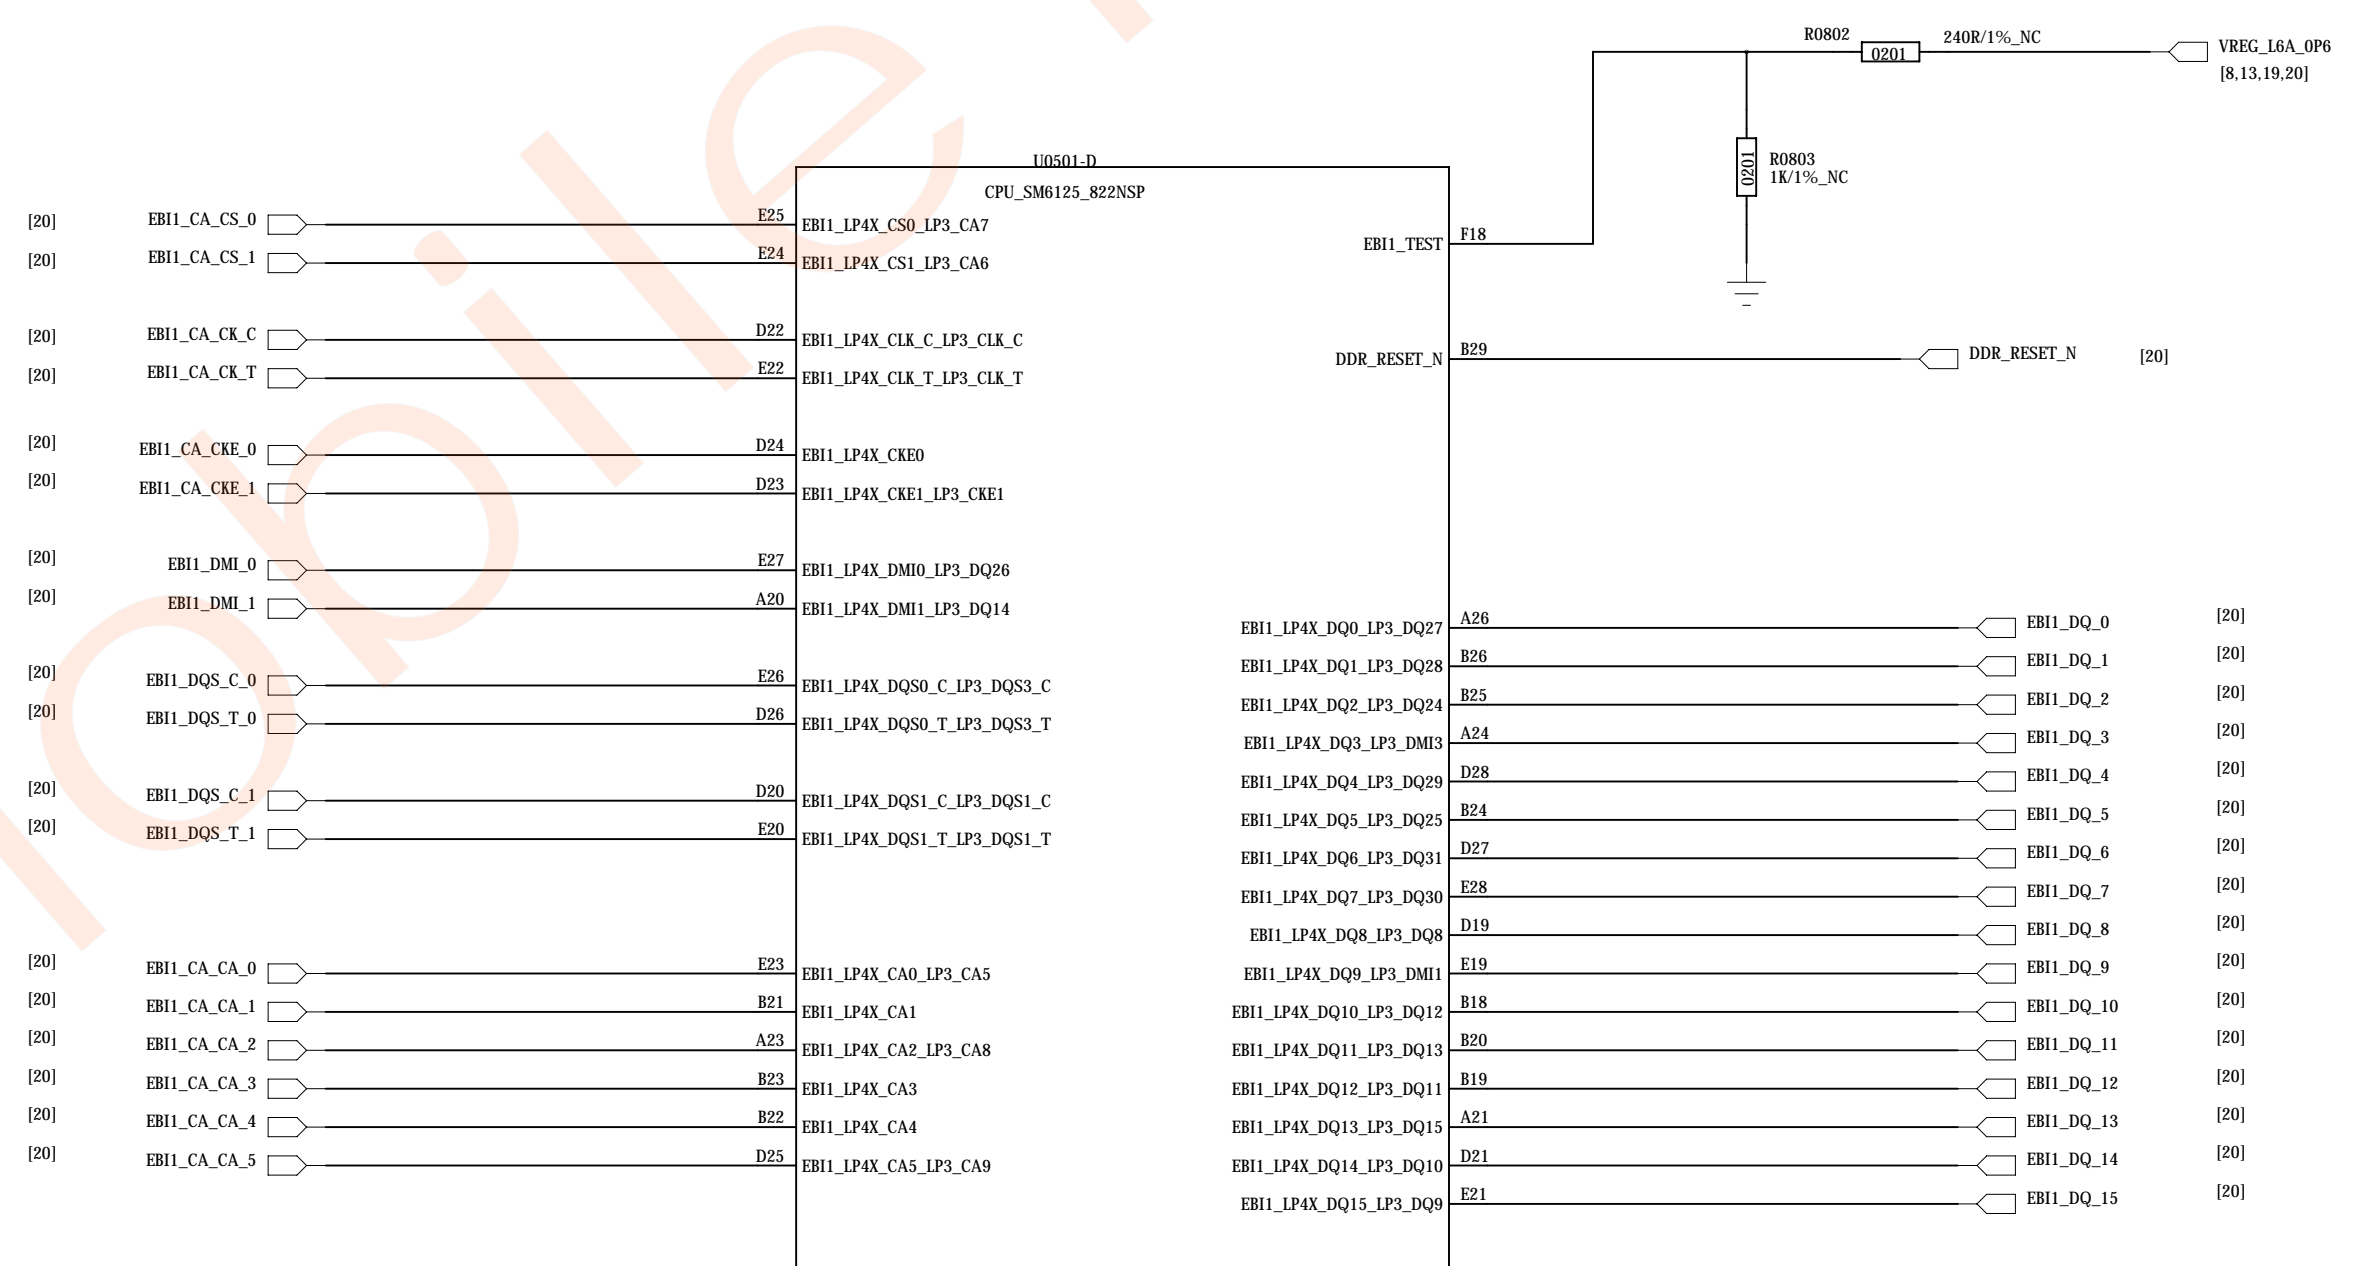 R0802 0201 240R/1%_NC VREG_L6A_0P6
[8,13,19,20]
0201 R0803
1K/1%_NC
U0501-D
CPU_SM6125_822NSP
[20] EBI1_CA_CS_0 E25 EBI1_LP4X_CS0_LP3_CA7
[20] EBI1_CA_CS_1 E24 EBI1_LP4X_CS1_LP3_CA6
[20] EBI1_CA_CK_C D22 EBI1_LP4X_CLK_C_LP3_CLK_C
[20] EBI1_CA_CK_T E22 EBI1_LP4X_CLK_T_LP3_CLK_T
[20] EBI1_CA_CKE_0 D24 EBI1_LP4X_CKE0
[20] EBI1_CA_CKE_1 D23 EBI1_LP4X_CKE1_LP3_CKE1
[20] EBI1_DMI_0 E27 EBI1_LP4X_DMI0_LP3_DQ26
[20] EBI1_DMI_1 A20 EBI1_LP4X_DMI1_LP3_DQ14
[20] EBI1_DQS_C_0 E26 EBI1_LP4X_DQS0_C_LP3_DQS3_C
[20] EBI1_DQS_T_0 D26 EBI1_LP4X_DQS0_T_LP3_DQS3_T
[20] EBI1_DQS_C_1 D20 EBI1_LP4X_DQS1_C_LP3_DQS1_C
[20] EBI1_DQS_T_1 E20 EBI1_LP4X_DQS1_T_LP3_DQS1_T
[20] EBI1_CA_CA_0 E23 EBI1_LP4X_CA0_LP3_CA5
[20] EBI1_CA_CA_1 B21 EBI1_LP4X_CA1
[20] EBI1_CA_CA_2 A23 EBI1_LP4X_CA2_LP3_CA8
[20] EBI1_CA_CA_3 B23 EBI1_LP4X_CA3
[20] EBI1_CA_CA_4 B22 EBI1_LP4X_CA4
[20] EBI1_CA_CA_5 D25 EBI1_LP4X_CA5_LP3_CA9
EBI1_TEST F18
DDR_RESET_N B29 DDR_RESET_N [20]
EBI1_LP4X_DQ0_LP3_DQ27 A26 EBI1_DQ_0 [20]
EBI1_LP4X_DQ1_LP3_DQ28 B26 EBI1_DQ_1 [20]
EBI1_LP4X_DQ2_LP3_DQ24 B25 EBI1_DQ_2 [20]
EBI1_LP4X_DQ3_LP3_DMI3 A24 EBI1_DQ_3 [20]
EBI1_LP4X_DQ4_LP3_DQ29 D28 EBI1_DQ_4 [20]
EBI1_LP4X_DQ5_LP3_DQ25 B24 EBI1_DQ_5 [20]
EBI1_LP4X_DQ6_LP3_DQ31 D27 EBI1_DQ_6 [20]
EBI1_LP4X_DQ7_LP3_DQ30 E28 EBI1_DQ_7 [20]
EBI1_LP4X_DQ8_LP3_DQ8 D19 EBI1_DQ_8 [20]
EBI1_LP4X_DQ9_LP3_DMI1 E19 EBI1_DQ_9 [20]
EBI1_LP4X_DQ10_LP3_DQ12 B18 EBI1_DQ_10 [20]
EBI1_LP4X_DQ11_LP3_DQ13 B20 EBI1_DQ_11 [20]
EBI1_LP4X_DQ12_LP3_DQ11 B19 EBI1_DQ_12 [20]
EBI1_LP4X_DQ13_LP3_DQ15 A21 EBI1_DQ_13 [20]
EBI1_LP4X_DQ14_LP3_DQ10 D21 EBI1_DQ_14 [20]
EBI1_LP4X_DQ15_LP3_DQ9 E21 EBI1_DQ_15 [20]
obile